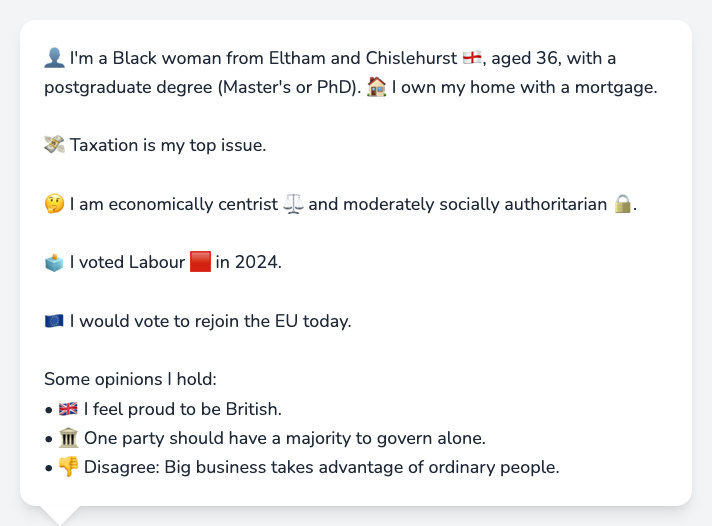 👤 I'm a Black woman from Eltham and Chislehurst 🏴󠁧󠁢󠁥󠁮󠁧󠁿, aged 36, with a
postgraduate degree (Master's or PhD). 🏠 I own my home with a mortgage.
💸 Taxation is my top issue.
🤔 I am economically centrist ⚖️ and moderately socially authoritarian 🔒.
🗳️ I voted Labour 🟥 in 2024.
🇪🇺 I would vote to rejoin the EU today.
Some opinions I hold:
• 🇬🇧 I feel proud to be British.
• 🏛️ One party should have a majority to govern alone.
• 👎 Disagree: Big business takes advantage of ordinary people.